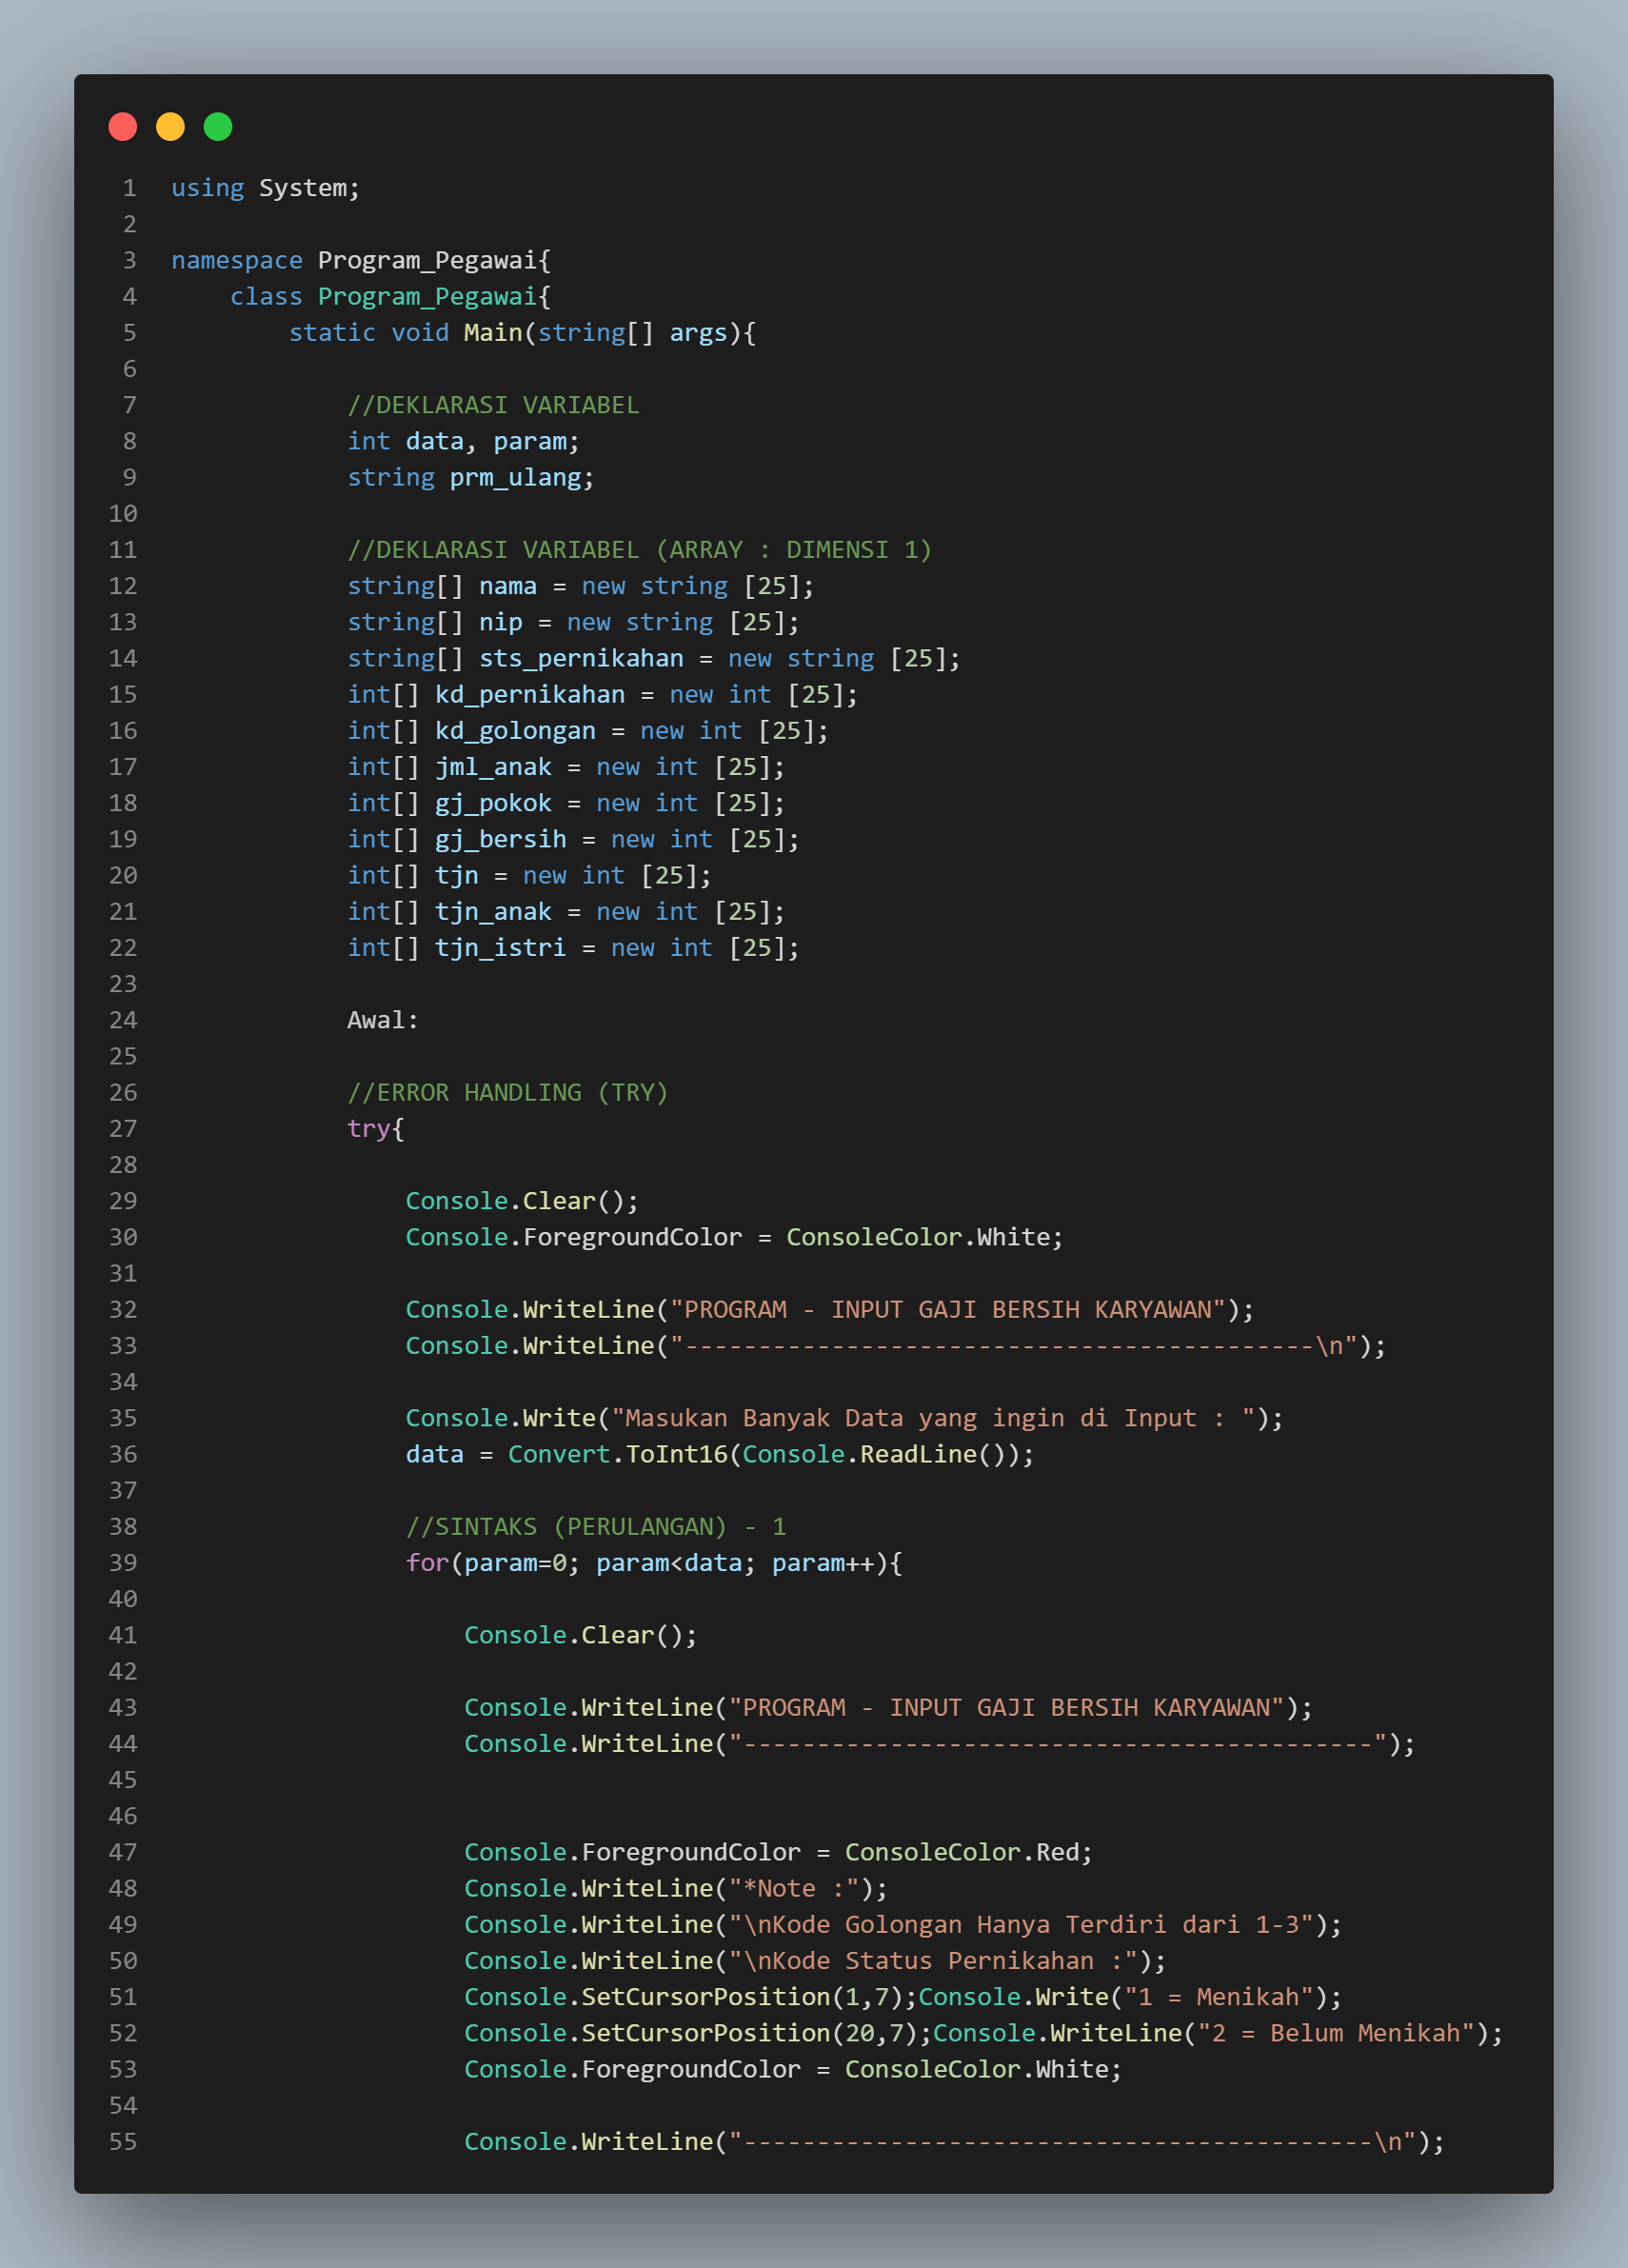 1 using System;
2
3 namespace Program_Pegawai{
4     class Program_Pegawai{
5         static void Main(string[] args){
6
7             //DEKLARASI VARIABEL
8             int data, param;
9             string prm_ulang;
10
11             //DEKLARASI VARIABEL (ARRAY : DIMENSI 1)
12             string[] nama = new string [25];
13             string[] nip = new string [25];
14             string[] sts_pernikahan = new string [25];
15             int[] kd_pernikahan = new int [25];
16             int[] kd_golongan = new int [25];
17             int[] jml_anak = new int [25];
18             int[] gj_pokok = new int [25];
19             int[] gj_bersih = new int [25];
20             int[] tjn = new int [25];
21             int[] tjn_anak = new int [25];
22             int[] tjn_istri = new int [25];
23
24             Awal:
25
26             //ERROR HANDLING (TRY)
27             try{
28
29                 Console.Clear();
30                 Console.ForegroundColor = ConsoleColor.White;
31
32                 Console.WriteLine("PROGRAM - INPUT GAJI BERSIH KARYAWAN");
33                 Console.WriteLine("-------------------------------------------\n");
34
35                 Console.Write("Masukan Banyak Data yang ingin di Input : ");
36                 data = Convert.ToInt16(Console.ReadLine());
37
38                 //SINTAKS (PERULANGAN) - 1
39                 for(param=0; param<data; param++){
40
41                     Console.Clear();
42
43                     Console.WriteLine("PROGRAM - INPUT GAJI BERSIH KARYAWAN");
44                     Console.WriteLine("-------------------------------------------");
45
46
47                     Console.ForegroundColor = ConsoleColor.Red;
48                     Console.WriteLine("*Note :");
49                     Console.WriteLine("\nKode Golongan Hanya Terdiri dari 1-3");
50                     Console.WriteLine("\nKode Status Pernikahan :");
51                     Console.SetCursorPosition(1,7);Console.Write("1 = Menikah");
52                     Console.SetCursorPosition(20,7);Console.WriteLine("2 = Belum Menikah");
53                     Console.ForegroundColor = ConsoleColor.White;
54
55                     Console.WriteLine("-------------------------------------------\n");